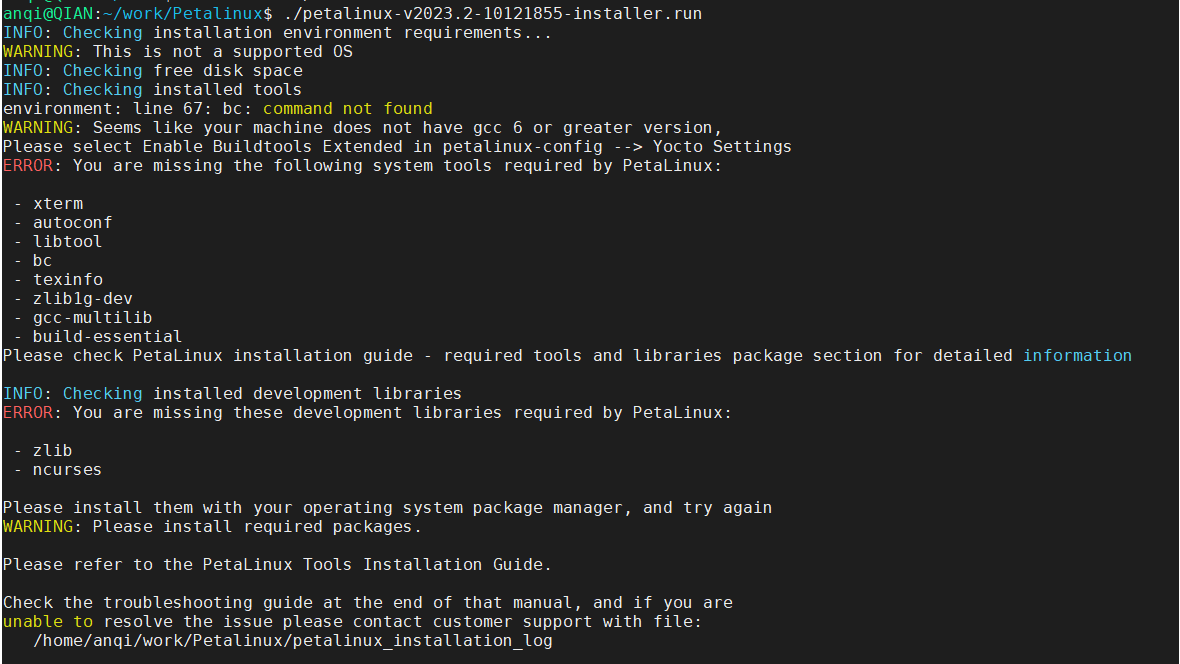 anqi@QIAN:~/work/Petalinux$ ./petalinux-v2023.2-10121855-installer.run
INFO: Checking installation environment requirements...
WARNING: This is not a supported OS
INFO: Checking free disk space
INFO: Checking installed tools
environment: line 67: bc: command not found
WARNING: Seems like your machine does not have gcc 6 or greater version,
Please select Enable Buildtools Extended in petalinux-config --> Yocto Settings
ERROR: You are missing the following system tools required by PetaLinux:
- xterm
- autoconf
- libtool
- bc
- texinfo
- zlib1g-dev
- gcc-multilib
- build-essential
Please check PetaLinux installation guide - required tools and libraries package section for detailed information
INFO: Checking installed development libraries
ERROR: You are missing these development libraries required by PetaLinux:
- zlib
- ncurses
Please install them with your operating system package manager, and try again
WARNING: Please install required packages.
Please refer to the PetaLinux Tools Installation Guide.
Check the troubleshooting guide at the end of that manual, and if you are
unable to resolve the issue please contact customer support with file:
/home/anqi/work/Petalinux/petalinux_installation_log